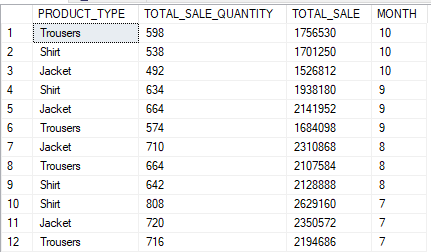 PRODUCT_TYPE TOTAL_SALE_QUANTITY TOTAL_SALE MONTH
1 Trousers 598 1756530 10
2 Shirt 538 1701250 10
3 Jacket 492 1526812 10
4 Shirt 634 1938180 9
5 Jacket 664 2141952 9
6 Trousers 574 1684098 9
7 Jacket 710 2310868 8
8 Trousers 664 2107584 8
9 Shirt 642 2128888 8
10 Shirt 808 2629160 7
11 Jacket 720 2350572 7
12 Trousers 716 2194686 7